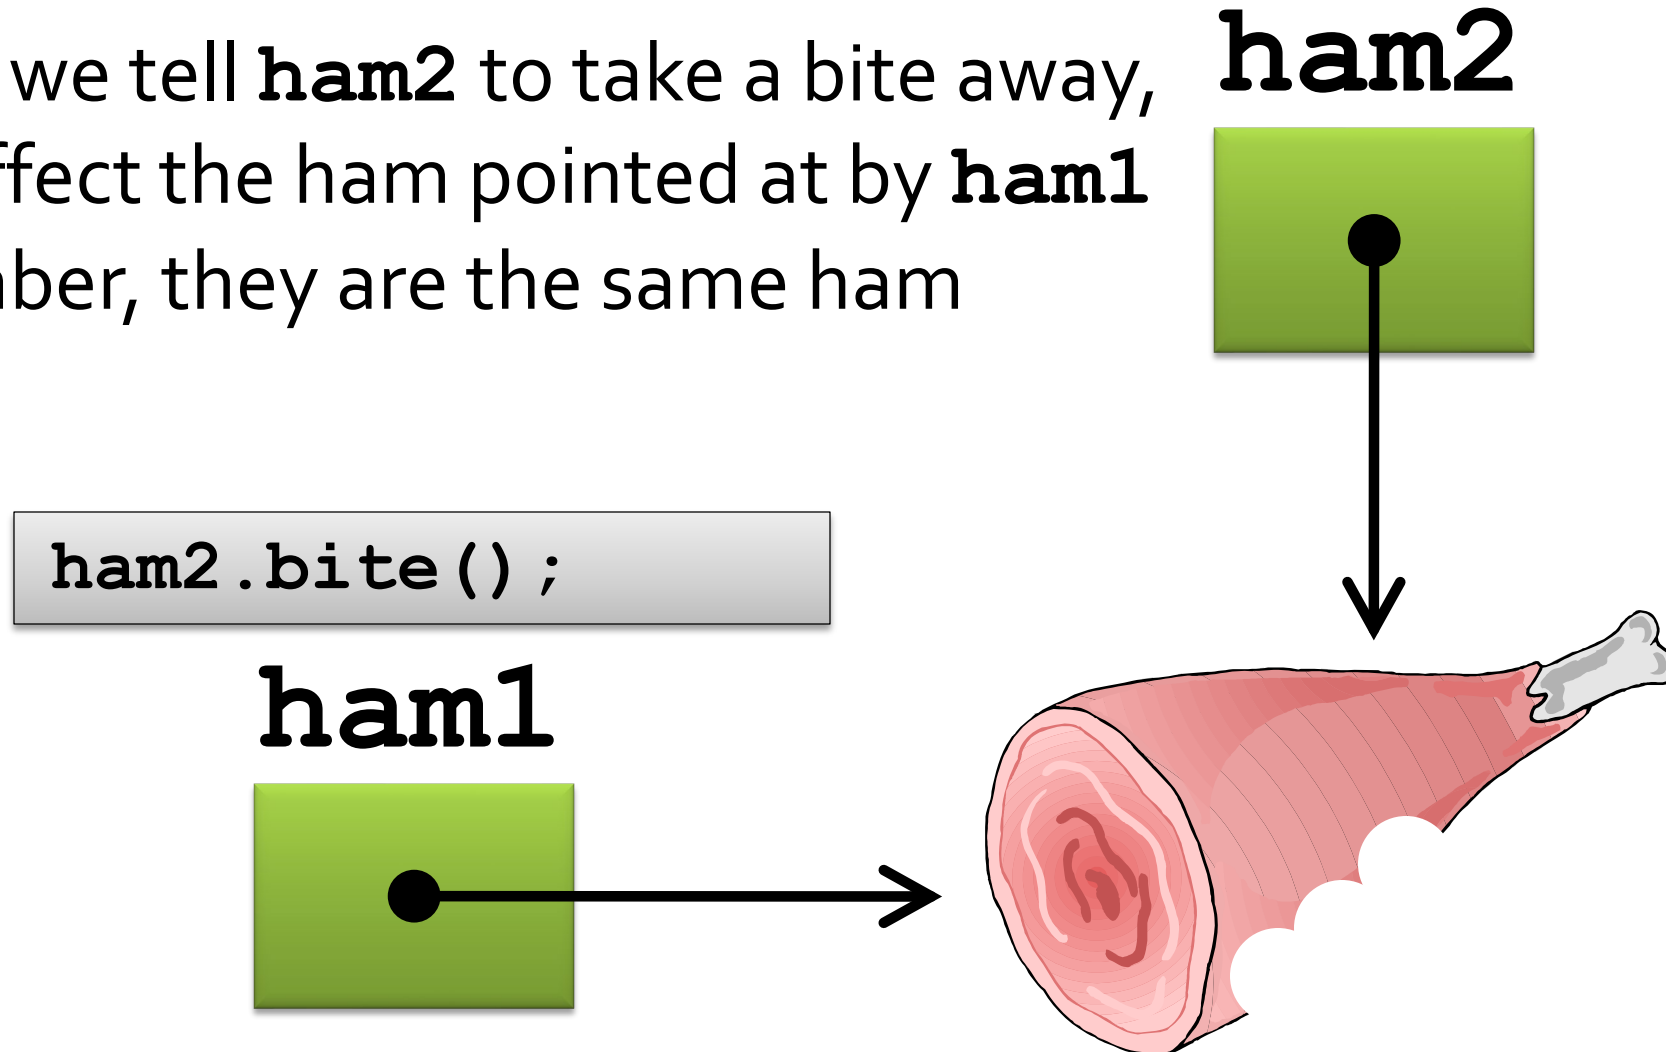 we tell ham2 to take a bite away,
ffect the ham pointed at by ham1
ber, they are the same ham
ham2
ham2.bite();
ham1